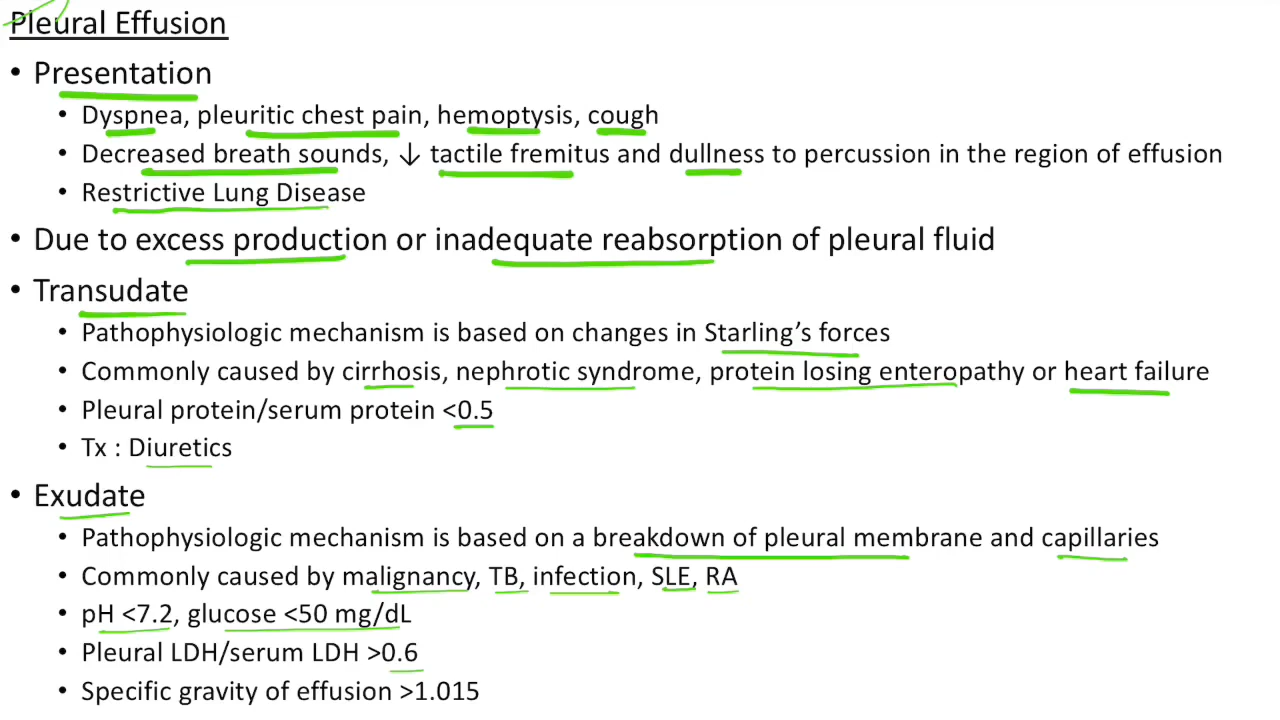 Pleural Effusion
• Presentation
• Dyspnea, pleuritic chest pain, hemoptysis, cough
• Decreased breath sounds, ↓ tactile fremitus and dullness to percussion in the region of effusion
• Restrictive Lung Disease
• Due to excess production or inadequate reabsorption of pleural fluid
• Transudate
• Pathophysiologic mechanism is based on changes in Starling’s forces
• Commonly caused by cirrhosis, nephrotic syndrome, protein losing enteropathy or heart failure
• Pleural protein/serum protein <0.5
• Tx : Diuretics
• Exudate
• Pathophysiologic mechanism is based on a breakdown of pleural membrane and capillaries
• Commonly caused by malignancy, TB, infection, SLE, RA
• pH <7.2, glucose <50 mg/dL
• Pleural LDH/serum LDH >0.6
• Specific gravity of effusion >1.015